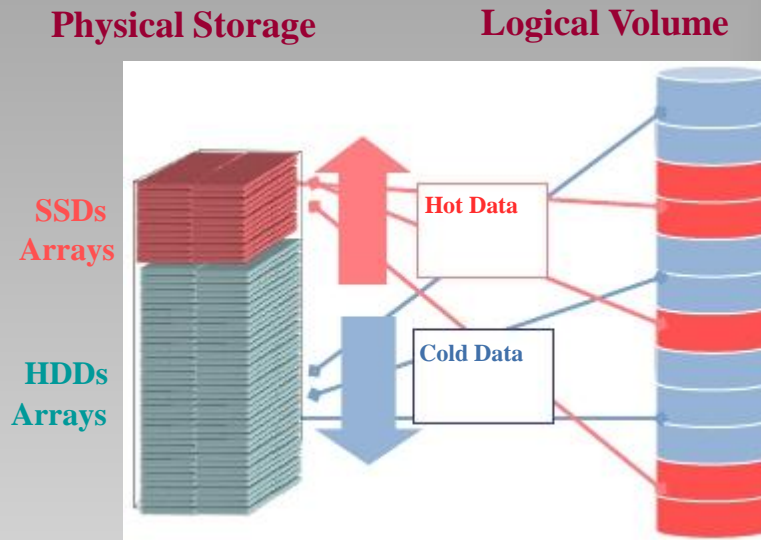 Physical Storage
Logical Volume
SSDs
Arrays
Hot Data
HDDs
Arrays
Cold Data